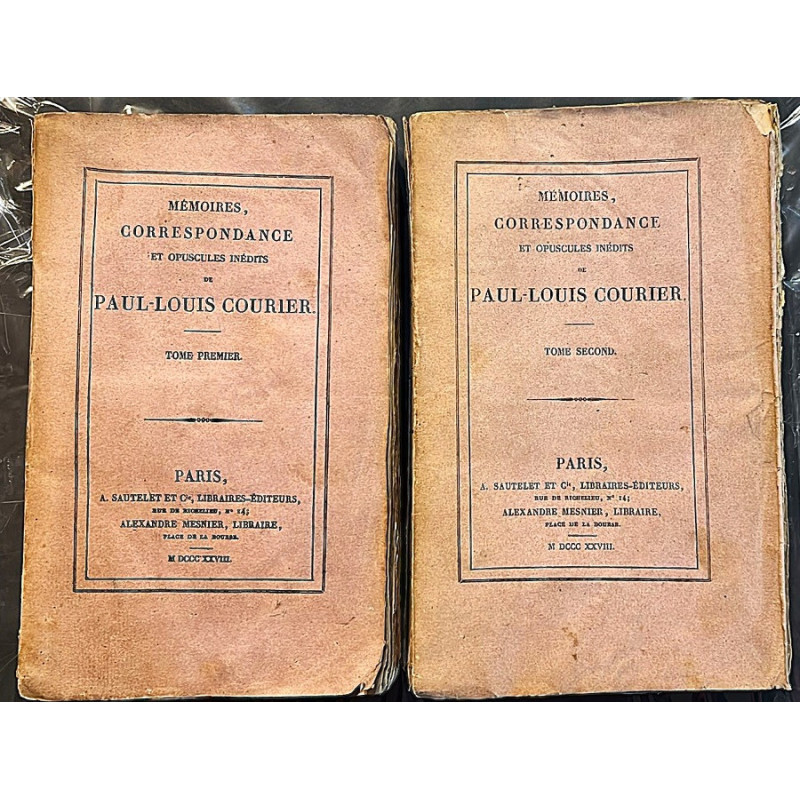 MÉMOIRES,
CORRESPONDANCE
ET OPUSCULES INÉDITS
DE
PAUL-LOUIS COURIER.
TOME PREMIER.
PARIS,
A. SAUTELET ET Cie, LIBRAIRES-ÉDITEURS,
RUE DE RICHELIEU, No 14;
ALEXANDRE MESNIER, LIBRAIRE,
PLACE DE LA BOURSE.
M DCCC XXVIII.
MÉMOIRES,
CORRESPONDANCE
ET OPUSCULES INÉDITS
DE
PAUL-LOUIS COURIER.
TOME SECOND.
PARIS,
A. SAUTELET ET Cie, LIBRAIRES-ÉDITEURS,
RUE DE RICHELIEU, No 14;
ALEXANDRE MESNIER, LIBRAIRE,
PLACE DE LA BOURSE.
M DCCC XXVIII.